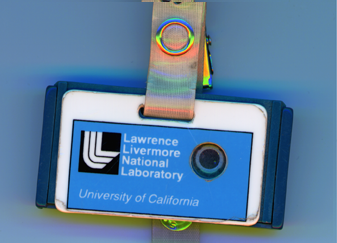 Lawrence
Livermore
National
Laboratory
University of California